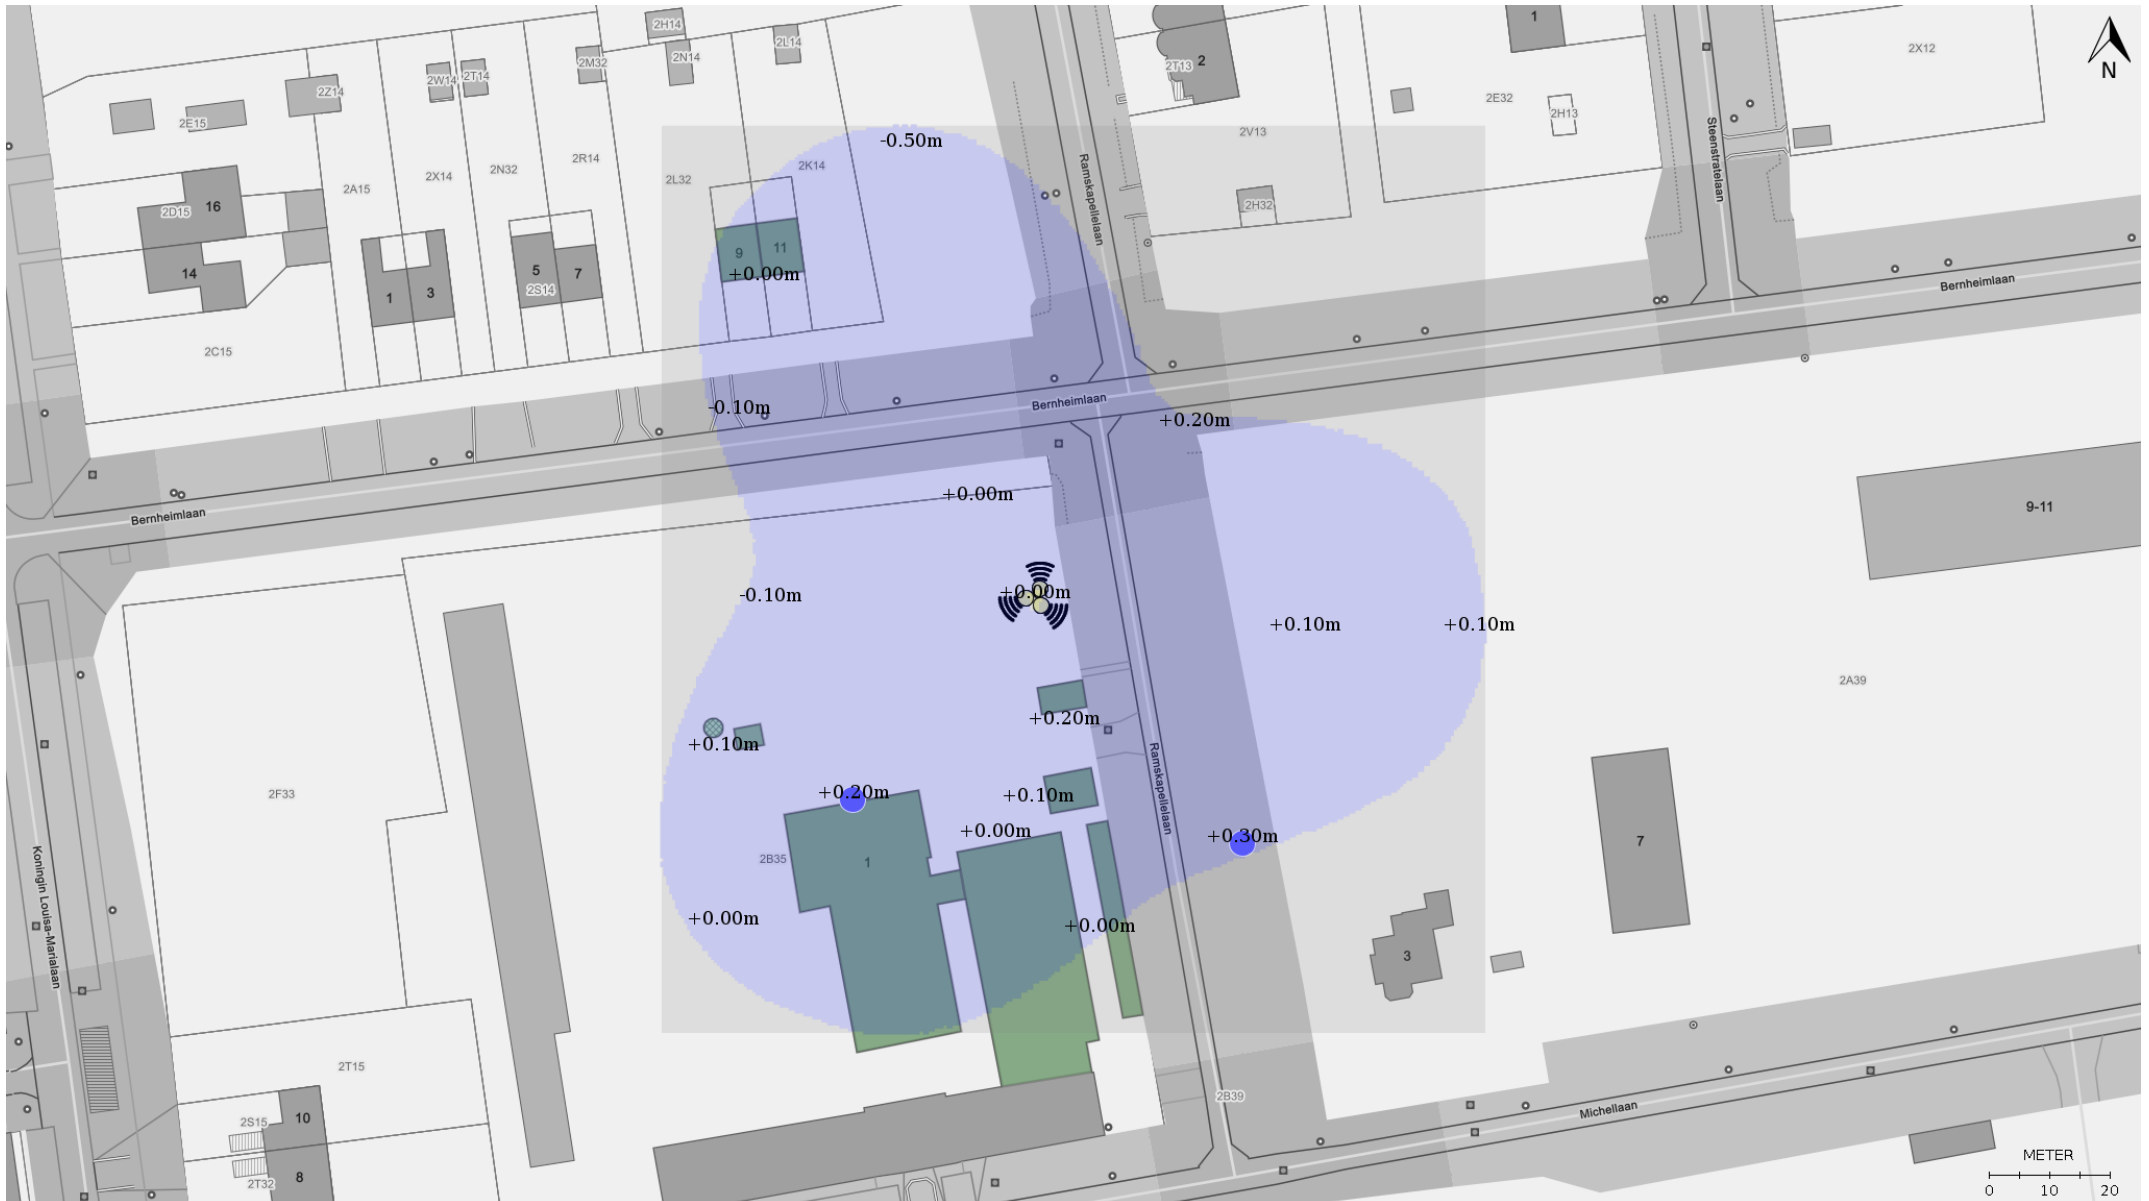 2H14
1
2L14
2X12
N
2M32
2N14
2T13
2
2W14
2T14
2Z14
2E32
2H13
2E15
2V13
-0.50m
Steenstratelaan
Ramskapellelaan
2R14
2L32
2K14
2N32
2X14
2A15
16
2D15
2H32
9
11
+0.00m
5
7
2S14
14
1
3
Bernheimlaan
2C15
-0.10m
Bernheimlaan
+0.20m
+0.00m
9-11
Bernheimlaan
+0.00m
-0.10m
+0.10m
+0.10m
2A39
+0.20m
+0.10m
Ramskapellelaan
+0.20m
+0.10m
2F33
+0.00m
+0.30m
7
2B35
1
Koningin Louisa-Marialaan
+0.00m
+0.00m
3
2T15
2B39
10
2S15
Michellaan
8
2T32
METER
0 10 20